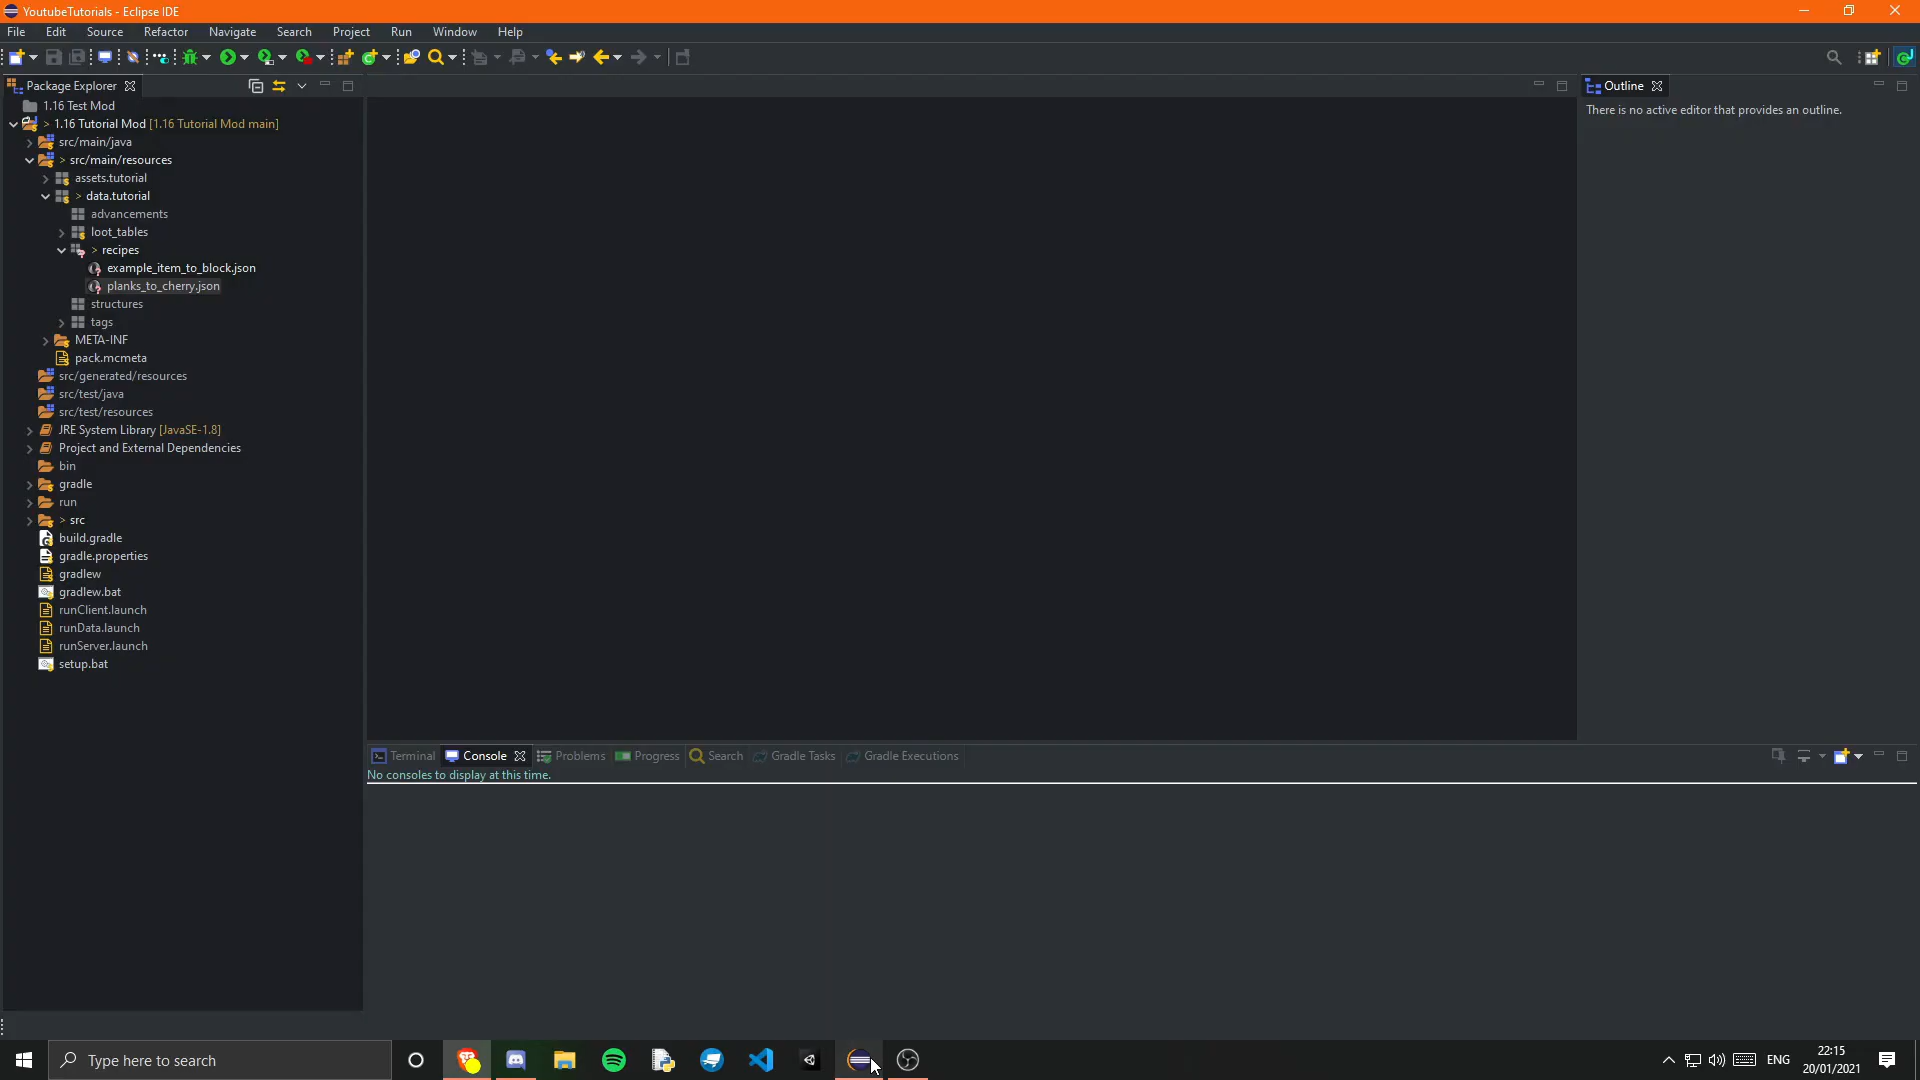 YoutubeTutorials - Eclipse IDE
File Edit Source Refactor Navigate Search Project Run Window Help
Package Explorer
1.16 Test Mod
> 1.16 Tutorial Mod [1.16 Tutorial Mod main]
src/main/java
> src/main/resources
assets.tutorial
> data.tutorial
advancements
loot_tables
> recipes
example_item_to_block.json
planks_to_cherry.json
structures
tags
META-INF
pack.mcmeta
src/generated/resources
src/test/java
src/test/resources
JRE System Library [JavaSE-1.8]
Project and External Dependencies
bin
gradle
run
> src
build.gradle
gradle.properties
gradlew
gradlew.bat
runClient.launch
runData.launch
runServer.launch
setup.bat
Outline
There is no active editor that provides an outline.
Terminal Console Problems Progress Search Gradle Tasks Gradle Executions
No consoles to display at this time.
Type here to search
ENG
22:15
20/01/2021